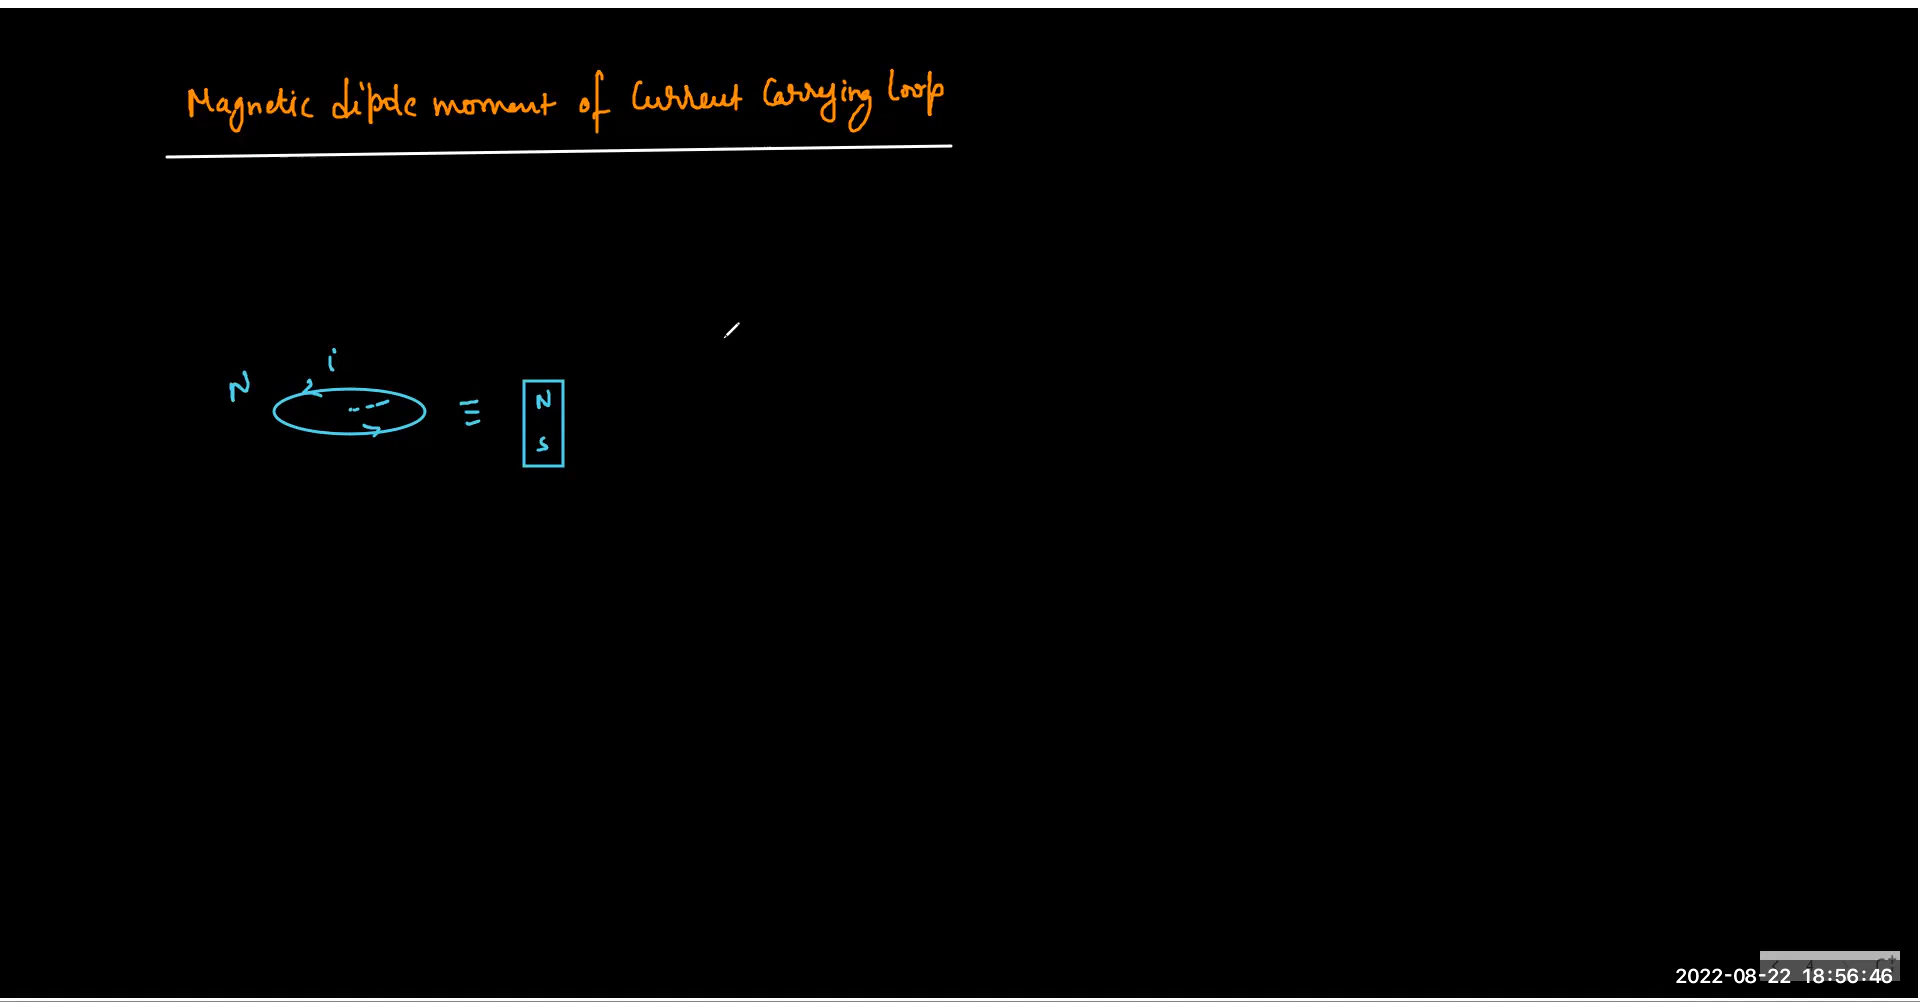 Magnetic dipole moment of Current Carrying Loop
i
N
≡
N
S
2022-08-22 18:56:46